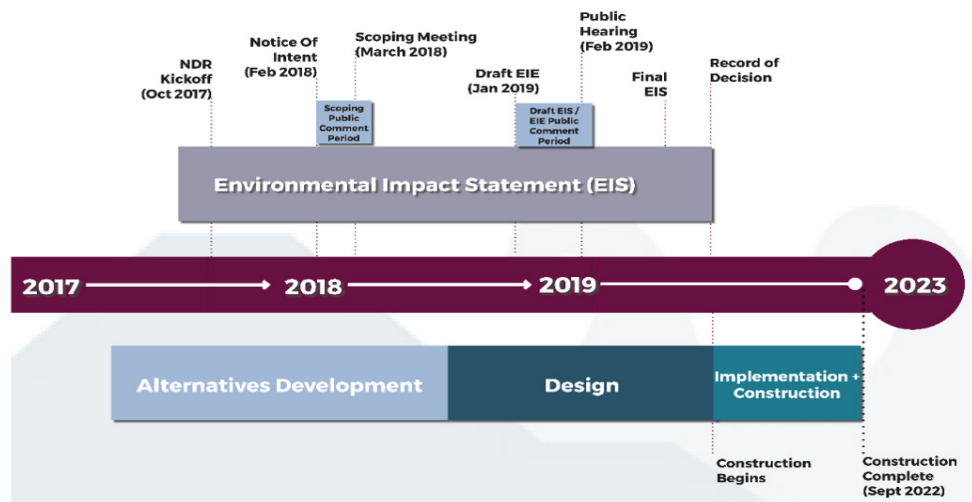 NDR
Kickoff
(Oct 2017)
Notice Of
Intent
(Feb 2018)
Scoping Meeting
(March 2018)
Draft EIE
(Jan 2019)
Public
Hearing
(Feb 2019)
Final
EIS
Record of
Decision
Scoping
Public
Comment
Period
Draft EIS /
EIE Public
Comment
Period
Environmental Impact Statement (EIS)
2017
2018
2019
2023
Alternatives Development
Design
Implementation +
Construction
Construction
Begins
Construction
Complete
(Sept 2022)